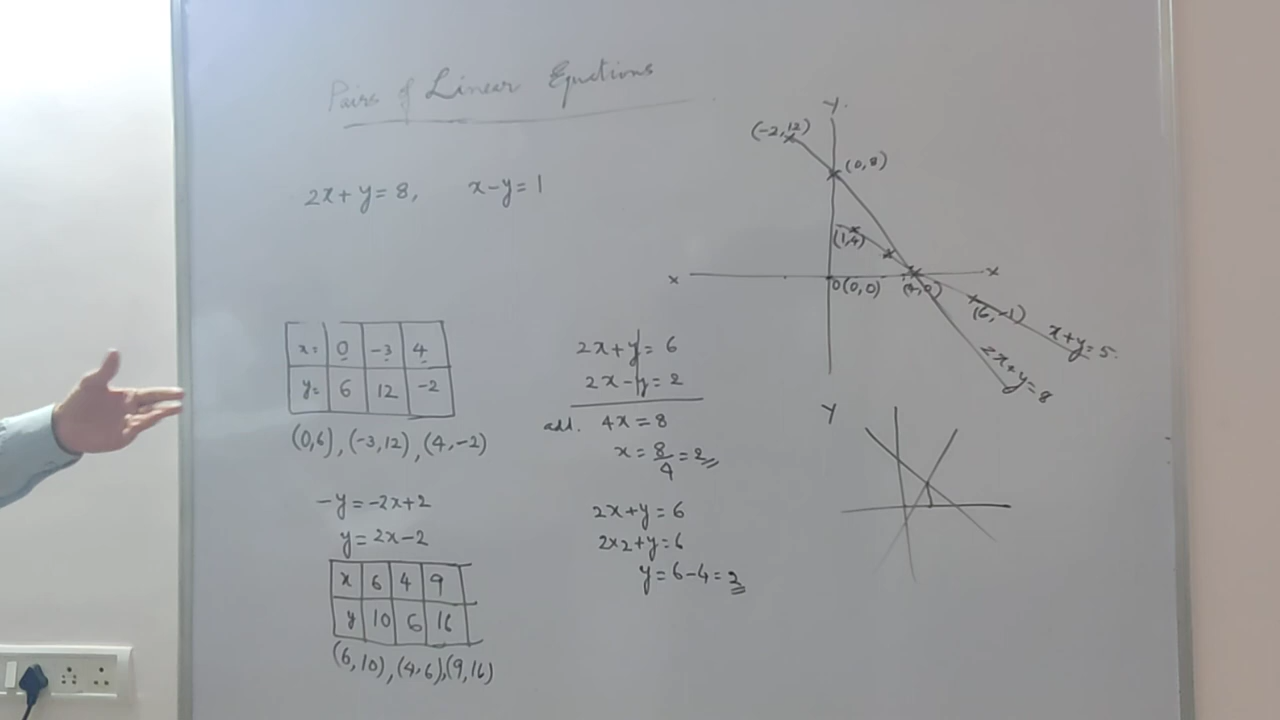 Pairs of Linear Equations
2x + y = 8, x-y = 1
x= 0 -3 4
y= 6 12 -2
(0,6), (-3,12), (4,-2)
-y = -2x+2
y = 2x-2
x 6 4 9
y 10 6 16
(6,10), (4,6), (9,16)
2x+y = 6
2x-y = 2
add. 4x = 8
x = 8/4 = 2
2x+y = 6
2x2+y = 6
y = 6-4 = 2
Y
(-2,12)
(0,8)
(1,4)
x x
0(0,0) (4,0)
(6,-1)
x+y=5.
2x+y=8
Y